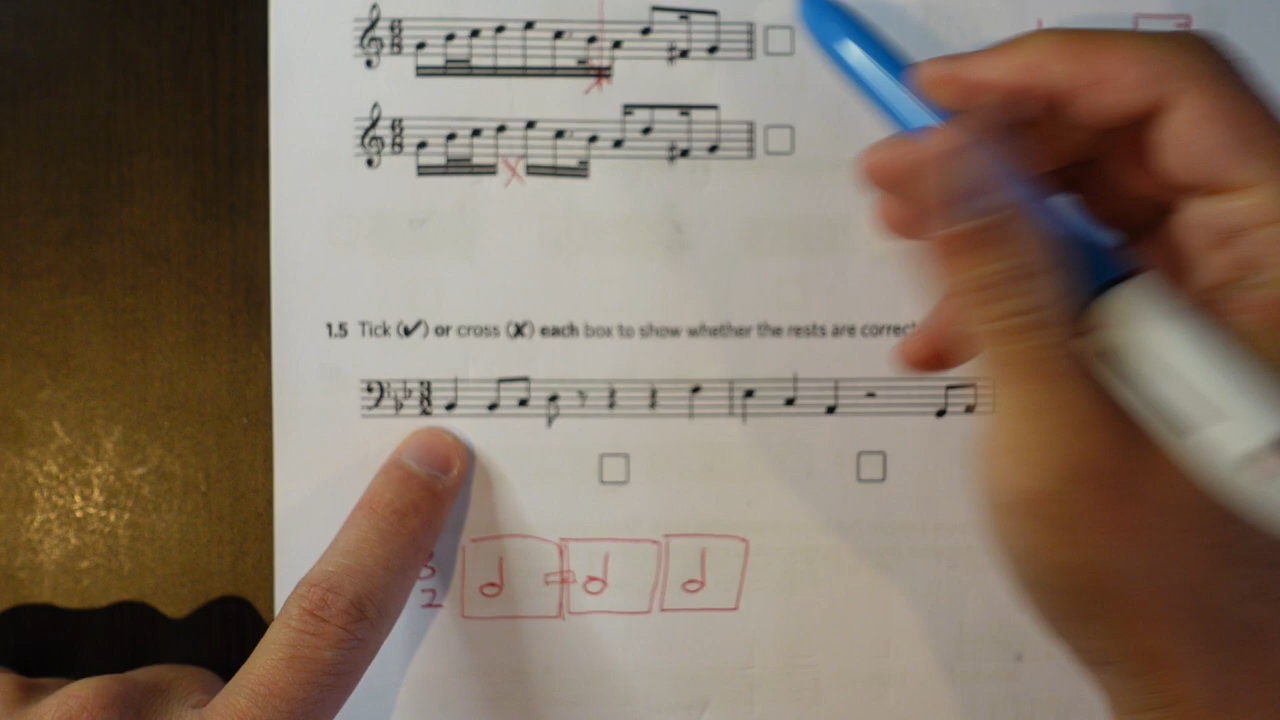 1.5 Tick (✔) or cross (✘) each box to show whether the rests are correct
3
2